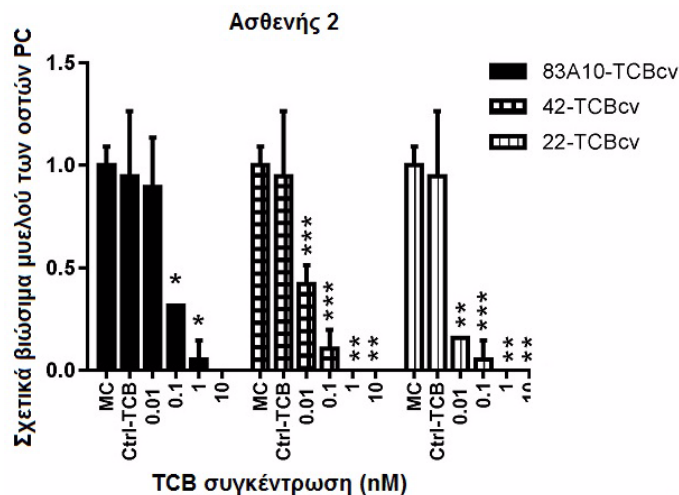 Ασθενής 2
Σχετικά βιώσιμα μυελού των οστών PC
1.5
1.0
0.5
0.0
83A10-TCBcv
42-TCBcv
22-TCBcv
* * *** *** ** ** ** *** ** **
MC Ctrl-TCB 0.01 0.1 1 10 MC Ctrl-TCB 0.01 0.1 1 10 MC Ctrl-TCB 0.01 0.1 1 10
TCB συγκέντρωση (nM)